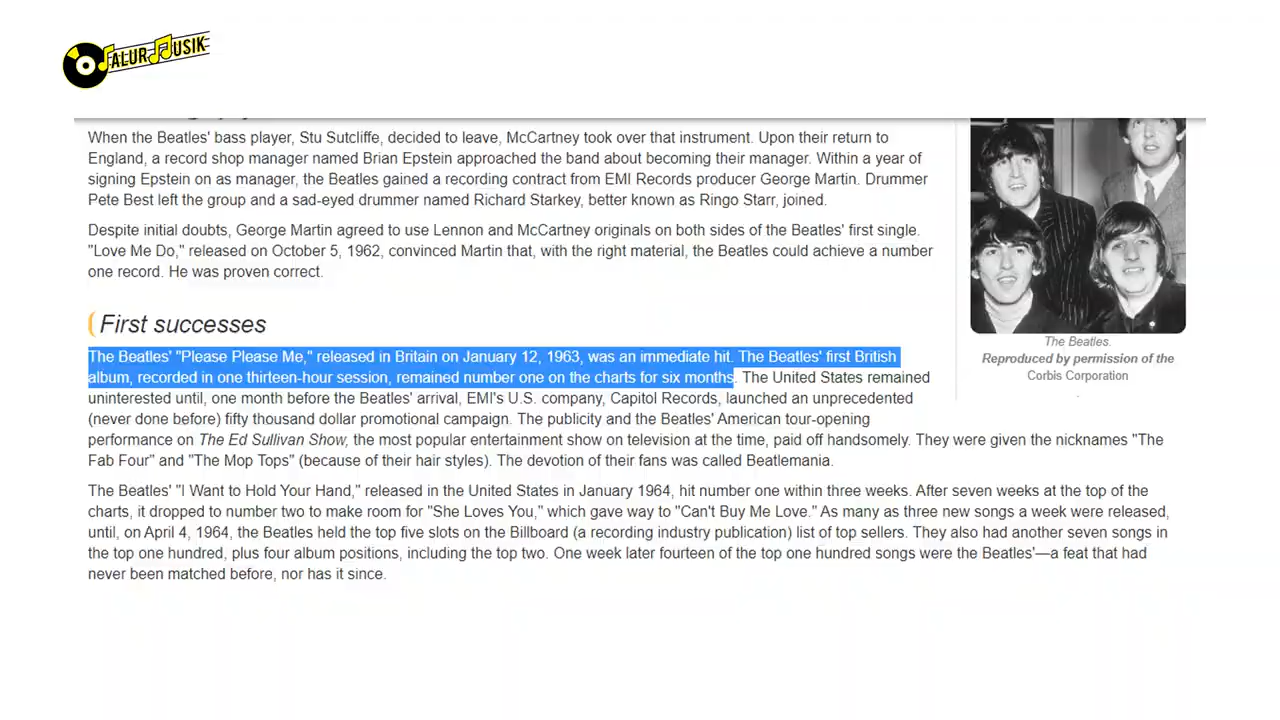 ALUR MUSIK
When the Beatles' bass player, Stu Sutcliffe, decided to leave, McCartney took over that instrument. Upon their return to
England, a record shop manager named Brian Epstein approached the band about becoming their manager. Within a year of
signing Epstein on as manager, the Beatles gained a recording contract from EMI Records producer George Martin. Drummer
Pete Best left the group and a sad-eyed drummer named Richard Starkey, better known as Ringo Starr, joined.
Despite initial doubts, George Martin agreed to use Lennon and McCartney originals on both sides of the Beatles' first single.
"Love Me Do," released on October 5, 1962, convinced Martin that, with the right material, the Beatles could achieve a number
one record. He was proven correct.
First successes
The Beatles' "Please Please Me," released in Britain on January 12, 1963, was an immediate hit. The Beatles' first British
album, recorded in one thirteen-hour session, remained number one on the charts for six months. The United States remained
uninterested until, one month before the Beatles' arrival, EMI's U.S. company, Capitol Records, launched an unprecedented
(never done before) fifty thousand dollar promotional campaign. The publicity and the Beatles' American tour-opening
performance on The Ed Sullivan Show, the most popular entertainment show on television at the time, paid off handsomely. They were given the nicknames "The
Fab Four" and "The Mop Tops" (because of their hair styles). The devotion of their fans was called Beatlemania.
The Beatles' "I Want to Hold Your Hand," released in the United States in January 1964, hit number one within three weeks. After seven weeks at the top of the
charts, it dropped to number two to make room for "She Loves You," which gave way to "Can't Buy Me Love." As many as three new songs a week were released,
until, on April 4, 1964, the Beatles held the top five slots on the Billboard (a recording industry publication) list of top sellers. They also had another seven songs in
the top one hundred, plus four album positions, including the top two. One week later fourteen of the top one hundred songs were the Beatles'—a feat that had
never been matched before, nor has it since.
The Beatles.
Reproduced by permission of the
Corbis Corporation
.